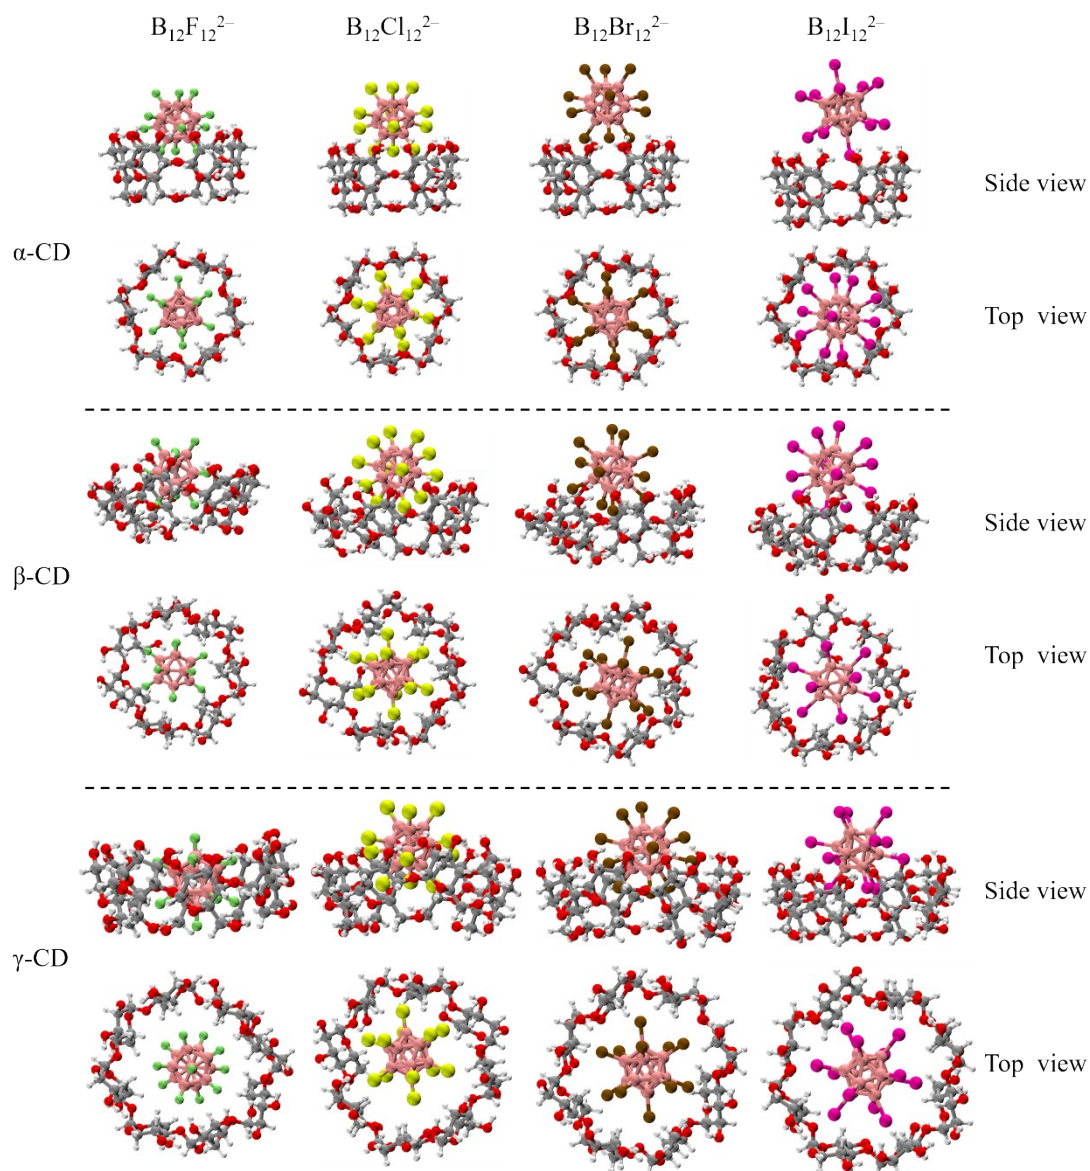 B₁₂F₁₂²⁻ B₁₂Cl₁₂²⁻ B₁₂Br₁₂²⁻ B₁₂I₁₂²⁻
Side view
α-CD
Top view
Side view
β-CD
Top view
Side view
γ-CD
Top view